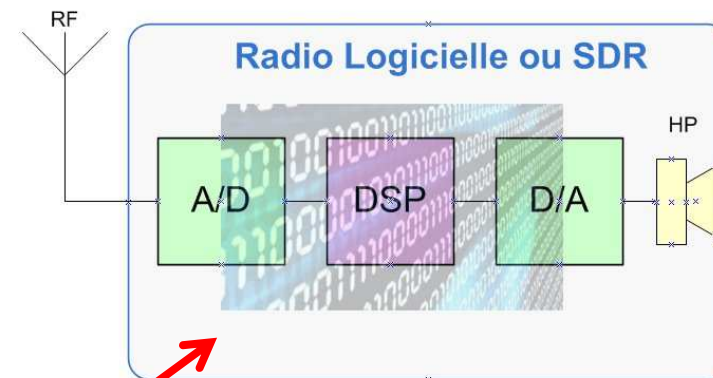 RF
Radio Logicielle ou SDR
HP
A/D
DSP
D/A